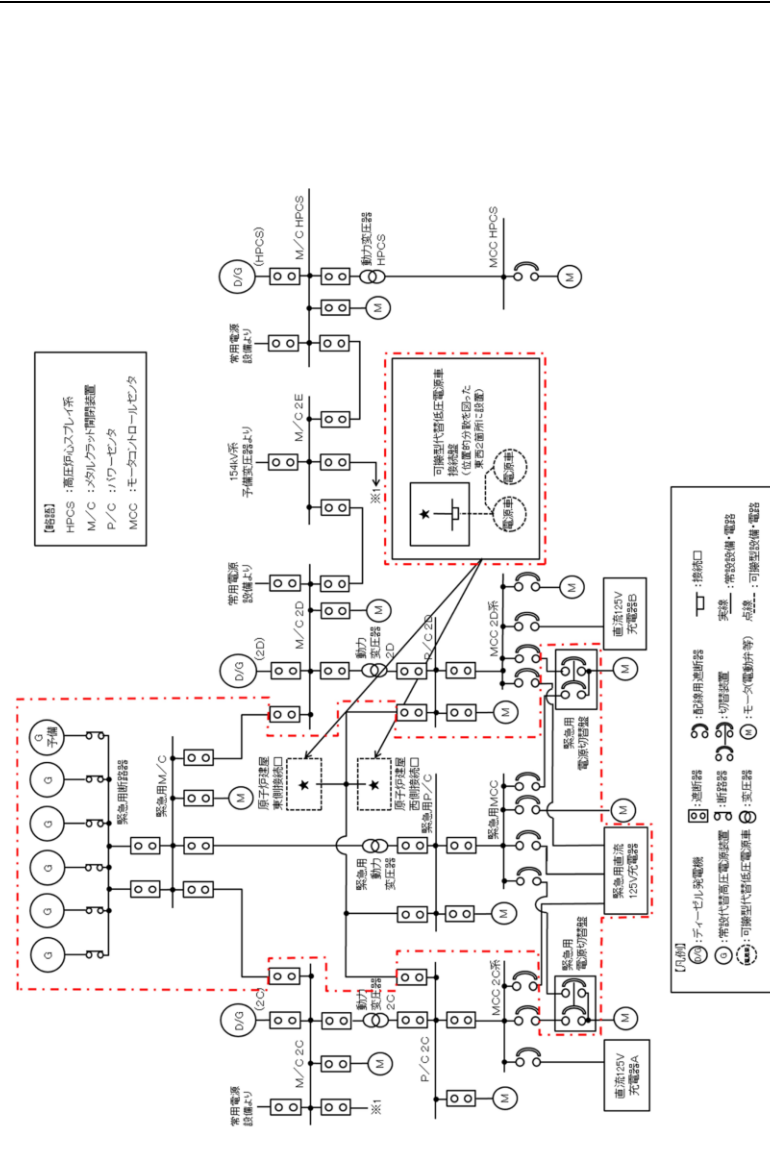 【略語】
HPCS ：高圧炉心スプレイ系
M／C ：メタルクラッド開閉装置
P／C ：パワーセンタ
MCC ：モータコントロールセンタ
G
G
G
G
G
G
予備
緊急用断路器
緊急用M／C
M
D/G
(2C)
常用電源
設備より
M／C 2C
※1
M
動力
変圧器
2C
P／C 2C
M
MCC 2C系
M
直流125V
充電器A
緊急用
電源切替盤
原子炉建屋
東側接続口
★
★
原子炉建屋
西側接続口
緊急用
動力
変圧器
緊急用P／C
M
緊急用MCC
M
緊急用直流
125V充電器
D/G
(2D)
常用電源
設備より
M／C 2D
M
動力
変圧器
2D
P／C 2D
M
MCC 2D系
M
直流125V
充電器B
緊急用
電源切替盤
M
154kV系
予備変圧器より
M／C 2E
※1
常用電源
設備より
D/G
(HPCS)
M／C HPCS
M
動力変圧器
HPCS
MCC HPCS
M
★
可搬型代替低圧電源車
接続盤
(位置的分散を図った
東西2箇所に設置)
電源車
電源車
【凡例】
D/G ：ディーゼル発電機
G ：常設代替高圧電源装置
電源車 ：可搬型代替低圧電源車
：遮断器
：断路器
：変圧器
：配線用遮断器
：切替装置
M ：モータ(電動弁等)
：接続口
実線 ：常設設備・電路
点線 ：可搬型設備・電路